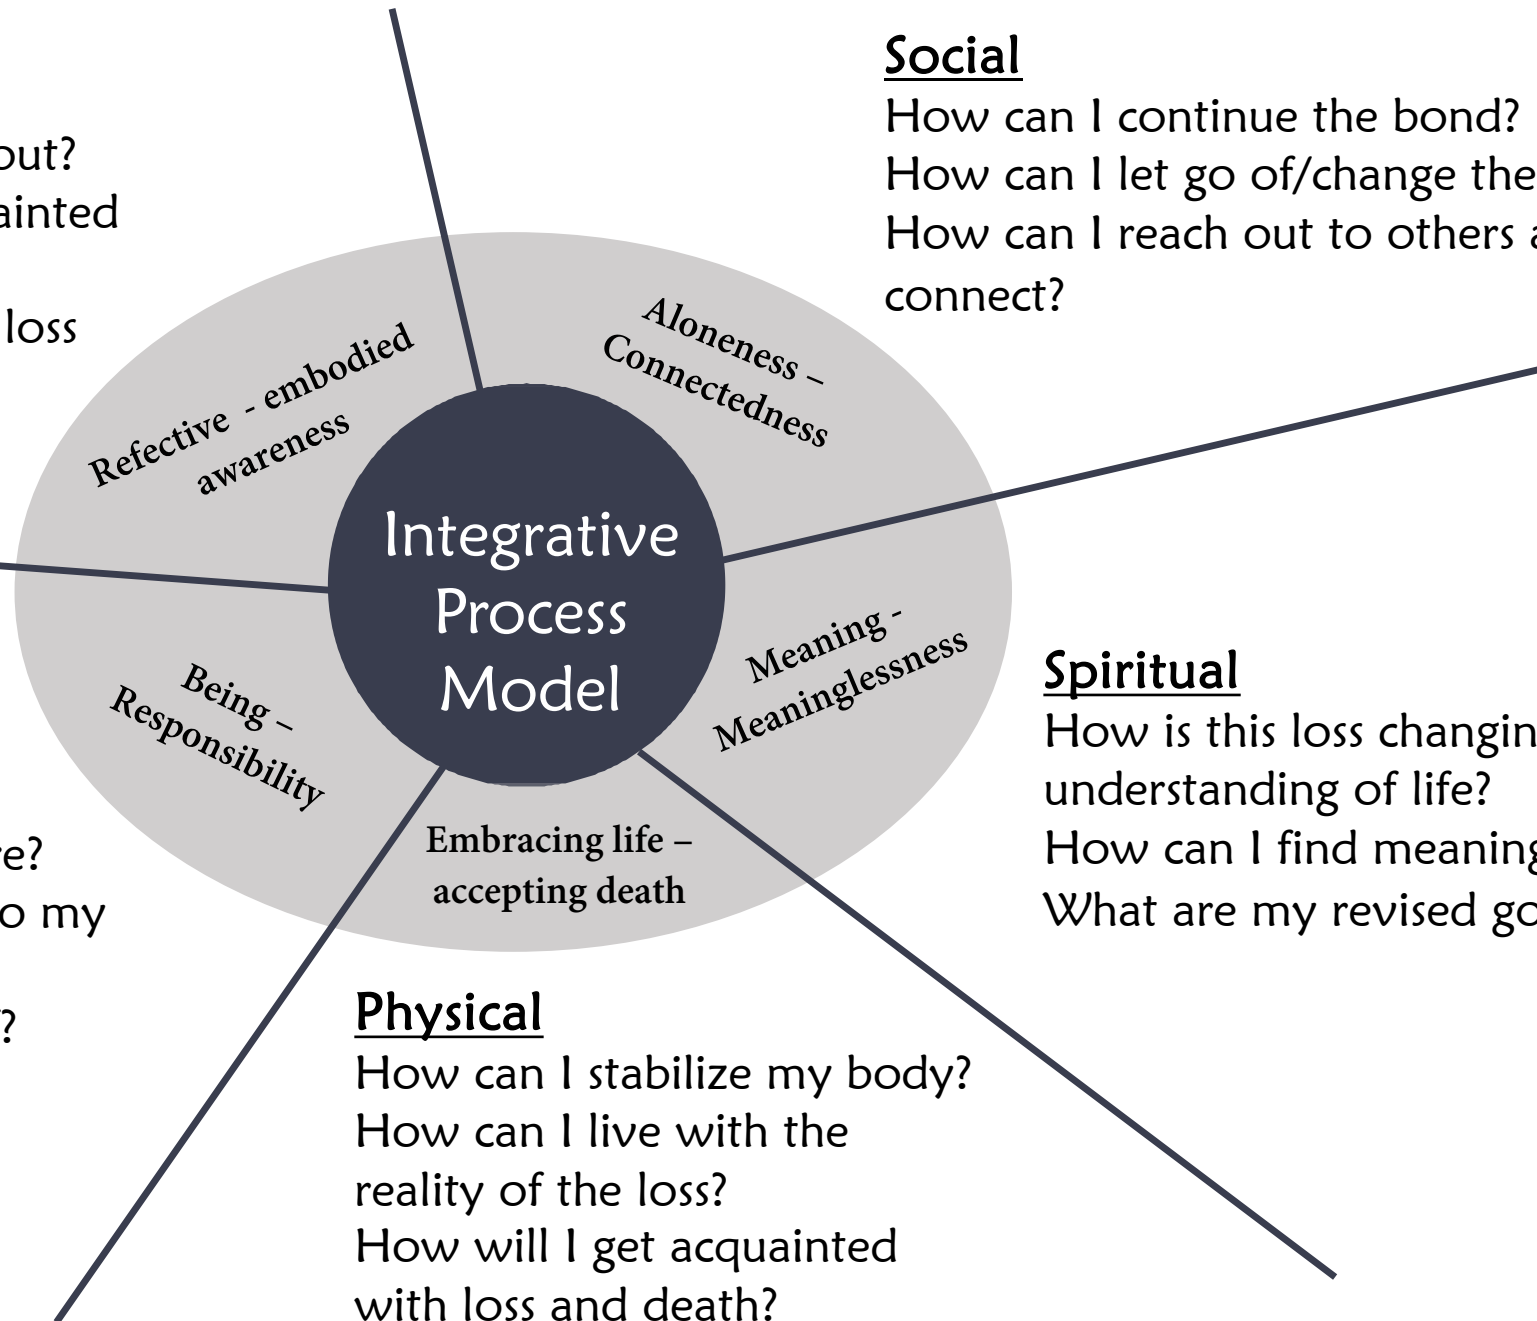 out?
ainted
loss
Social
How can I continue the bond?
How can I let go of/change the
How can I reach out to others
connect?
Refective - embodied
awareness
Aloneness –
Connectedness
Integrative
Process
Model
Being –
Responsibility
Meaning -
Meaninglessness
Embracing life –
accepting death
Spiritual
How is this loss changin
understanding of life?
How can I find meaning
What are my revised go
e?
o my
?
Physical
How can I stabilize my body?
How can I live with the
reality of the loss?
How will I get acquainted
with loss and death?